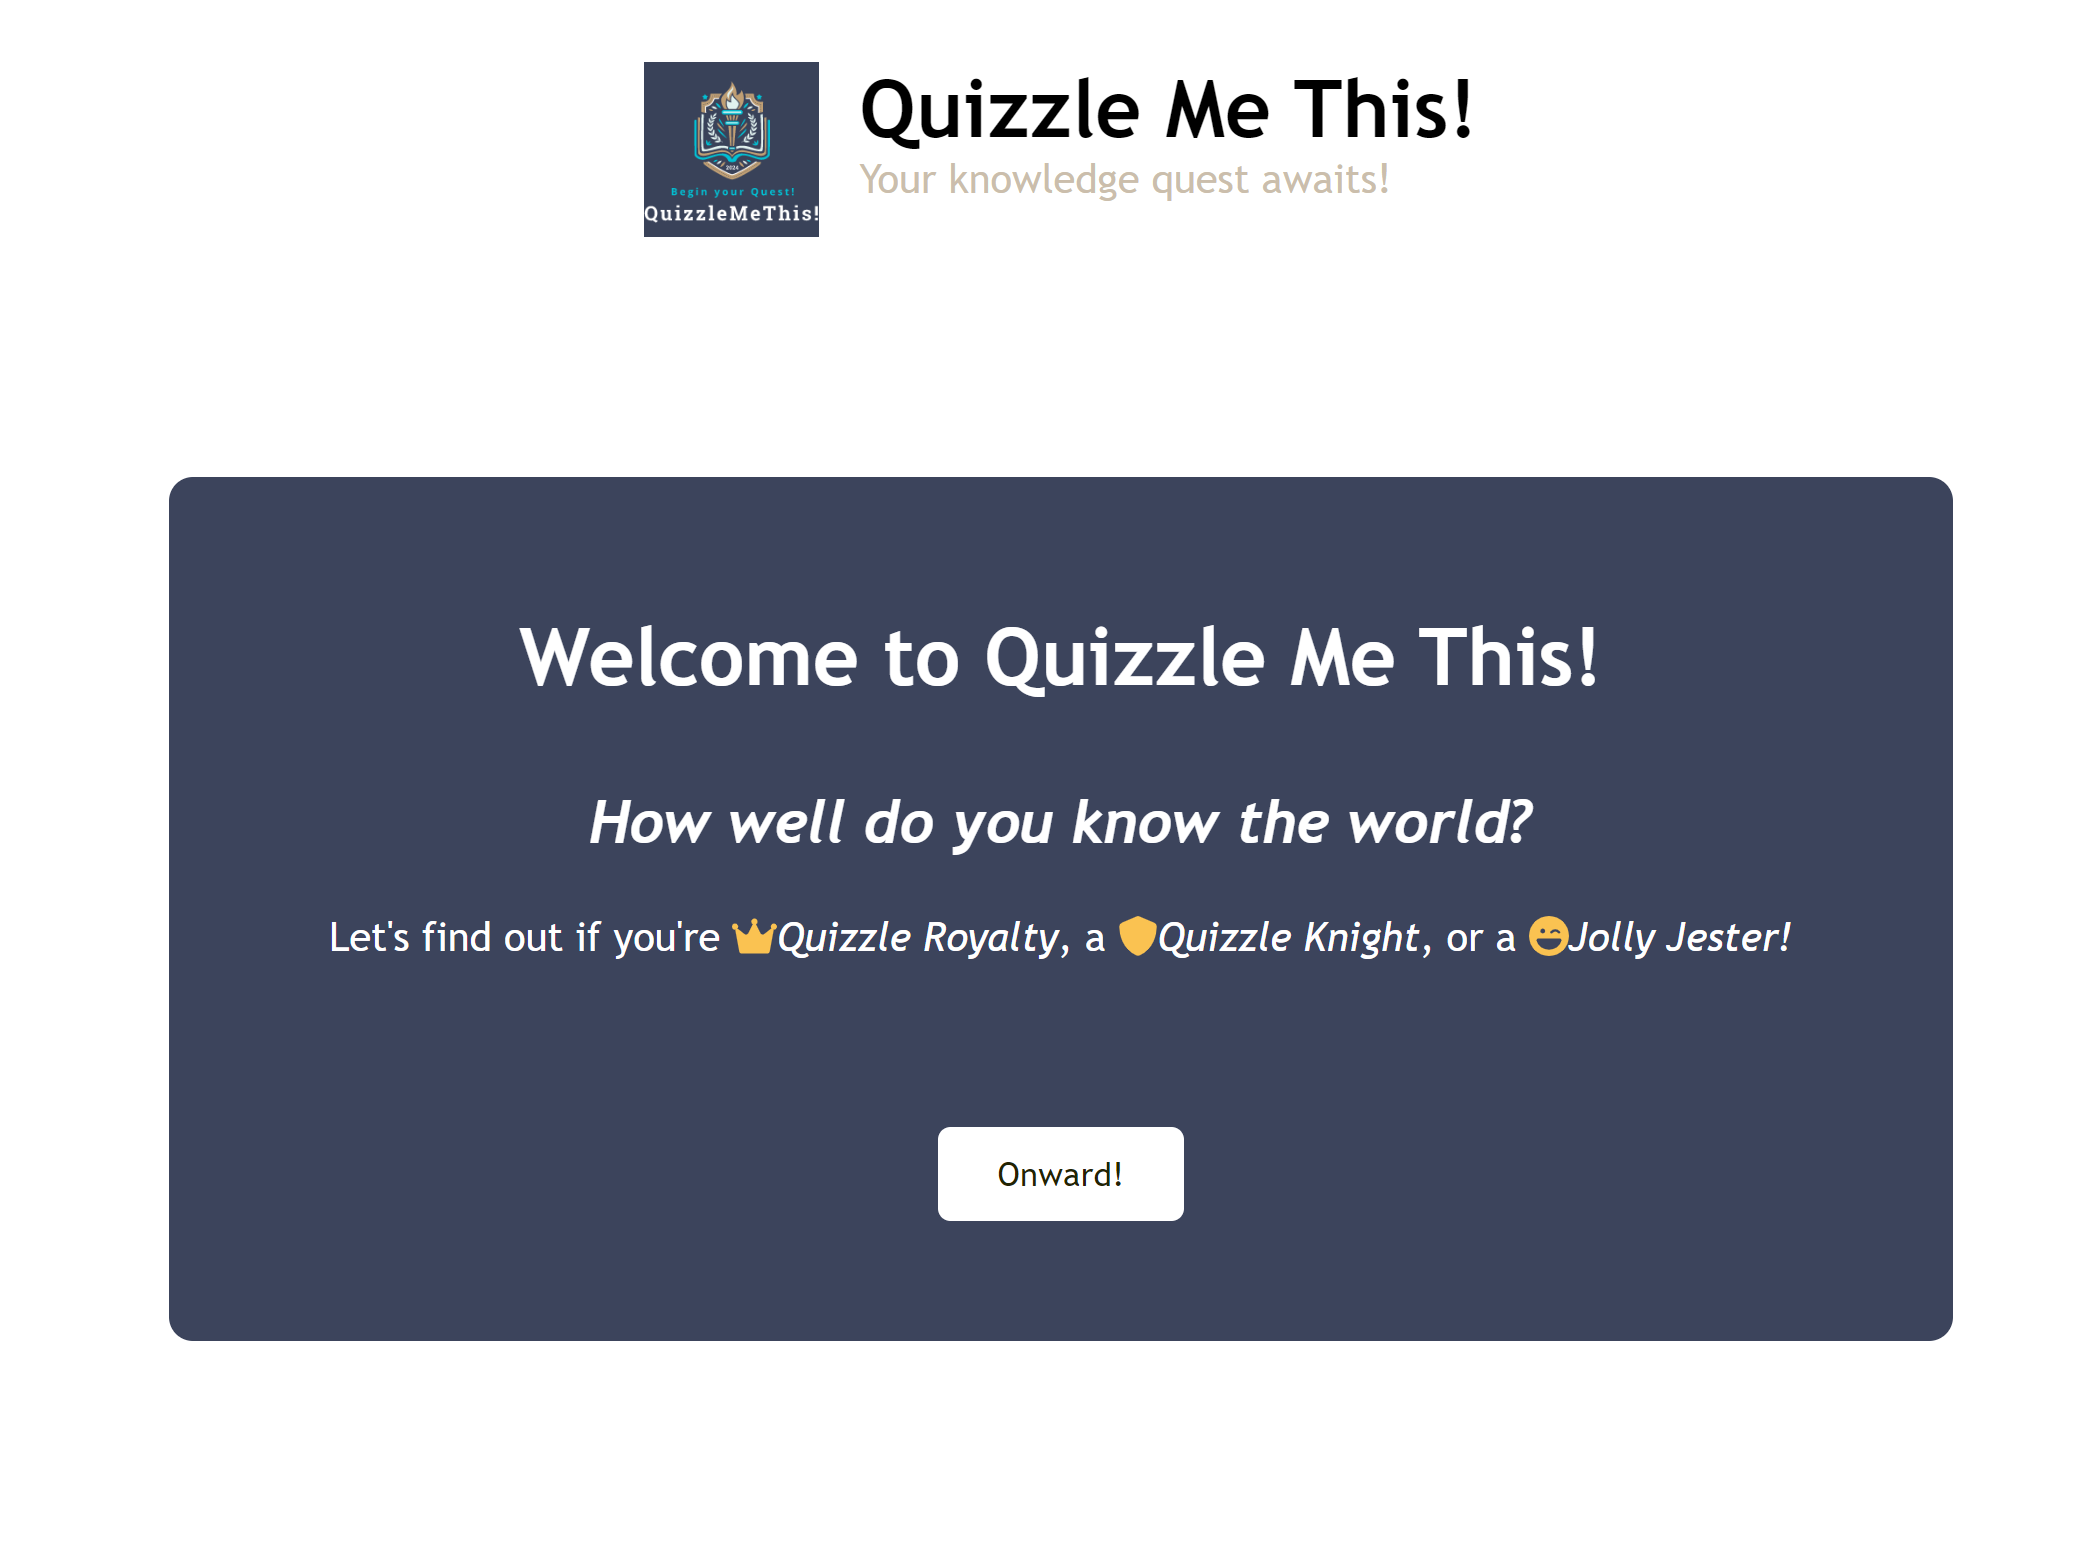 2024
Begin your Quest!
QuizzleMeThis!
Quizzle Me This!
Your knowledge quest awaits!
Welcome to Quizzle Me This!
How well do you know the world?
Let's find out if you're Quizzle Royalty, a Quizzle Knight, or a Jolly Jester!
Onward!